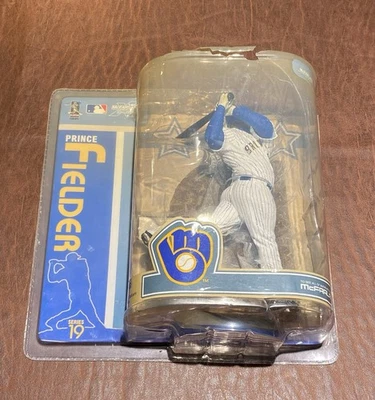 PRINCE
FIELDER
SERIES
19
McFAR